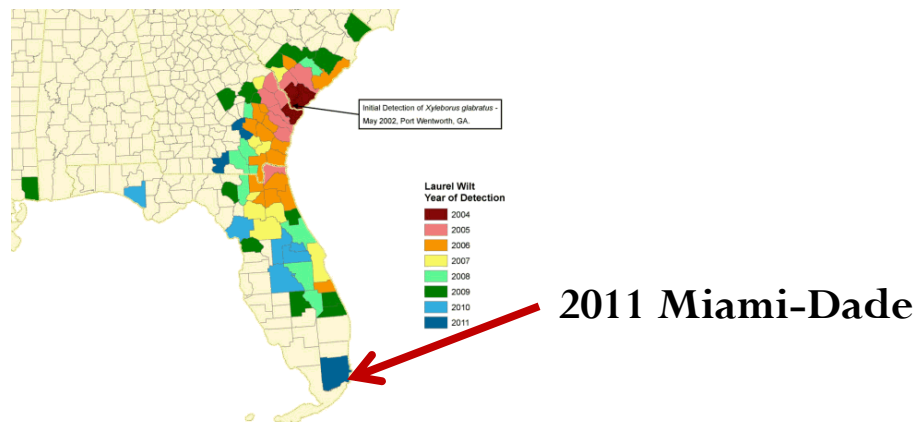 Initial Detection of Xyleborus glabratus -
May 2002, Port Wentworth, GA.
Laurel Wilt
Year of Detection
2004
2005
2006
2007
2008
2009
2010
2011
2011 Miami-Dade